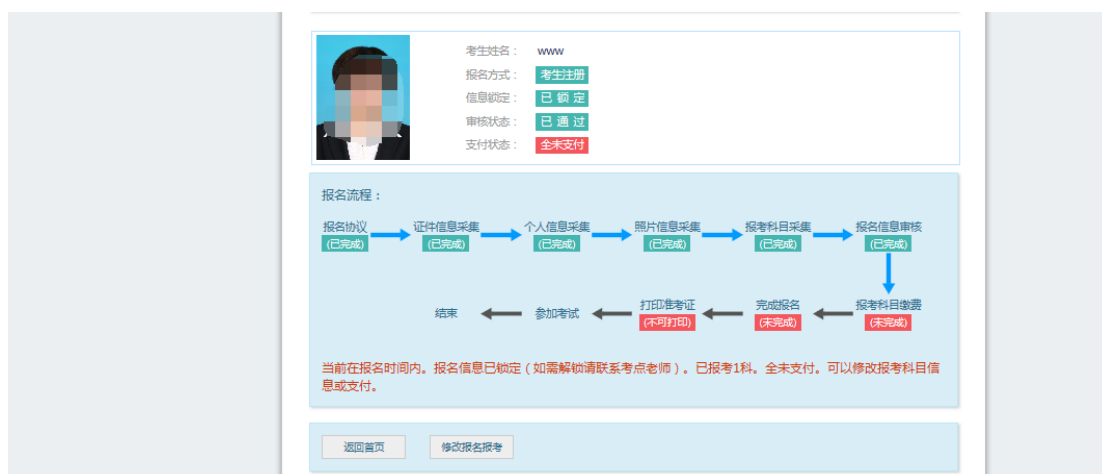 考生姓名： www
报名方式： 考生注册
信息锁定： 已 锁 定
审核状态： 已 通 过
支付状态： 全未支付
报名流程：
报名协议 证件信息采集 个人信息采集 照片信息采集 报考科目采集 报名信息审核
(已完成) (已完成) (已完成) (已完成) (已完成) (已完成)
结束 参加考试 打印准考证 完成报名 报考科目缴费
(不可打印) (未完成) (未完成)
当前在报名时间内。报名信息已锁定（如需解锁请联系考点老师）。已报考1科。全未支付。可以修改报考科目信
息或支付。
返回首页 修改报名报考